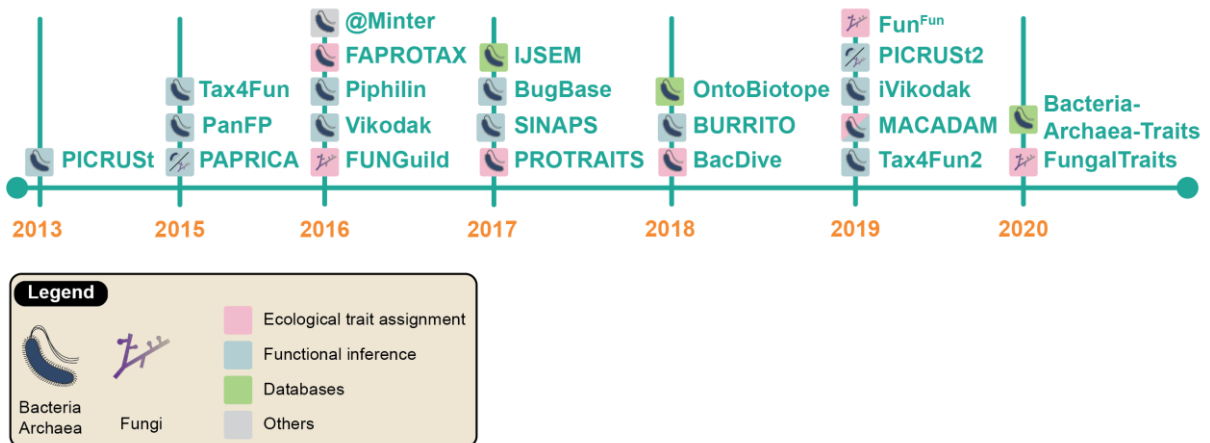 @Minter
FAPROTAX
Piphilin
Vikodak
FUNGuild
Tax4Fun
PanFP
PAPRICA
PICRUSt
IJSEM
BugBase
SINAPS
PROTRAITS
OntoBiotope
BURRITO
BacDive
Fun^Fun
PICRUSt2
iVikodak
MACADAM
Tax4Fun2
Bacteria-
Archaea-Traits
FungalTraits
2013
2015
2016
2017
2018
2019
2020
Legend
Bacteria
Archaea
Fungi
Ecological trait assignment
Functional inference
Databases
Others